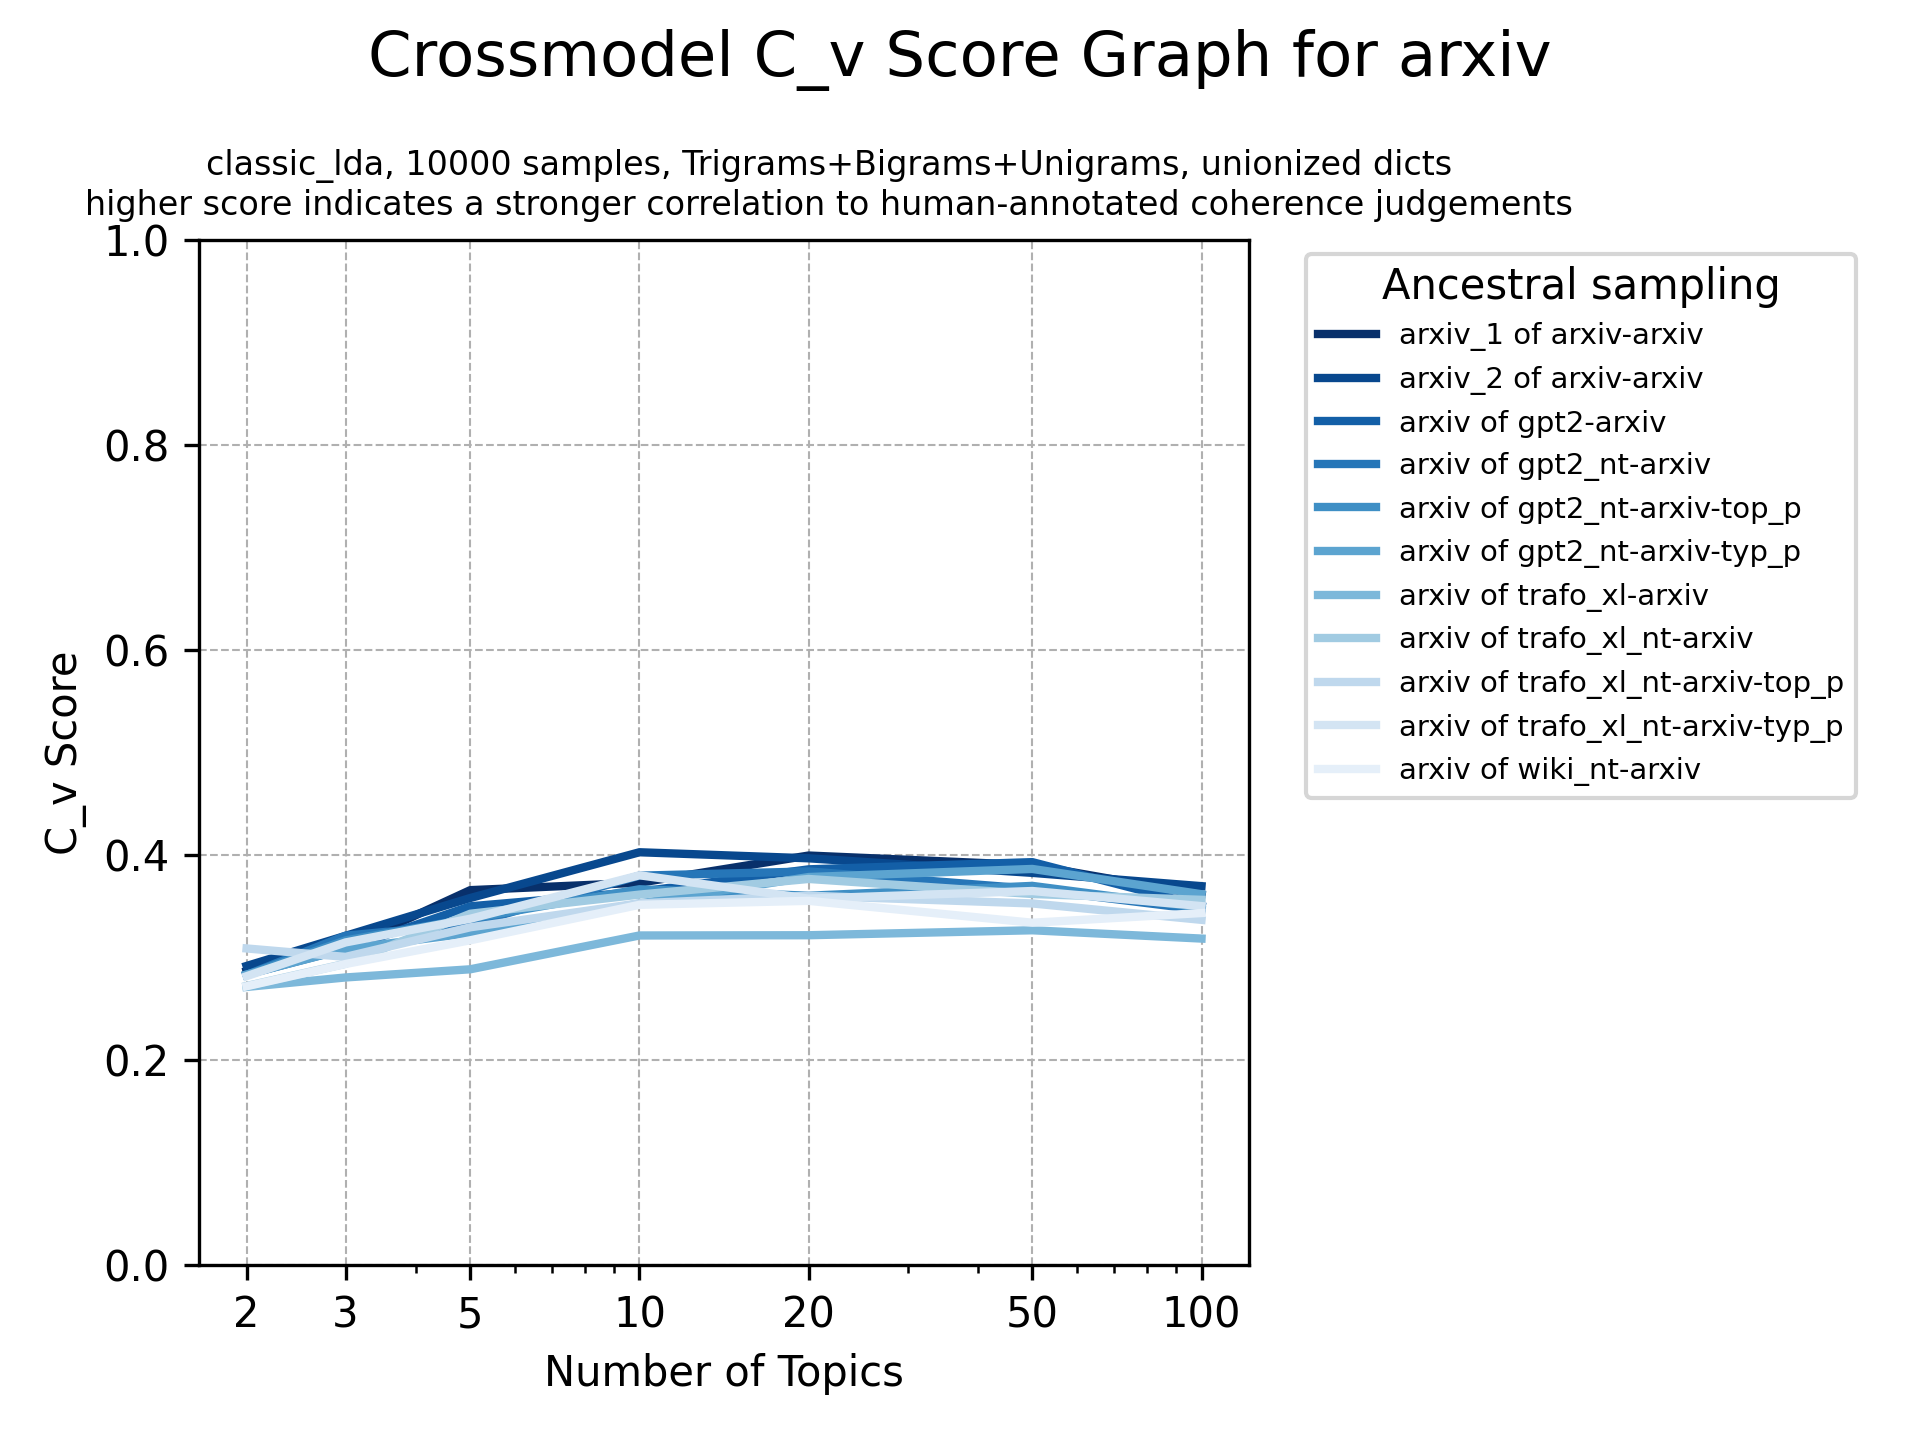 Crossmodel C_v Score Graph for arxiv
classic_lda, 10000 samples, Trigrams+Bigrams+Unigrams, unionized dicts
higher score indicates a stronger correlation to human-annotated coherence judgements
1.0
0.8
0.6
0.4
0.2
0.0
C_v Score
2 3 5 10 20 50 100
Number of Topics
Ancestral sampling
arxiv_1 of arxiv-arxiv
arxiv_2 of arxiv-arxiv
arxiv of gpt2-arxiv
arxiv of gpt2_nt-arxiv
arxiv of gpt2_nt-arxiv-top_p
arxiv of gpt2_nt-arxiv-typ_p
arxiv of trafo_xl-arxiv
arxiv of trafo_xl_nt-arxiv
arxiv of trafo_xl_nt-arxiv-top_p
arxiv of trafo_xl_nt-arxiv-typ_p
arxiv of wiki_nt-arxiv